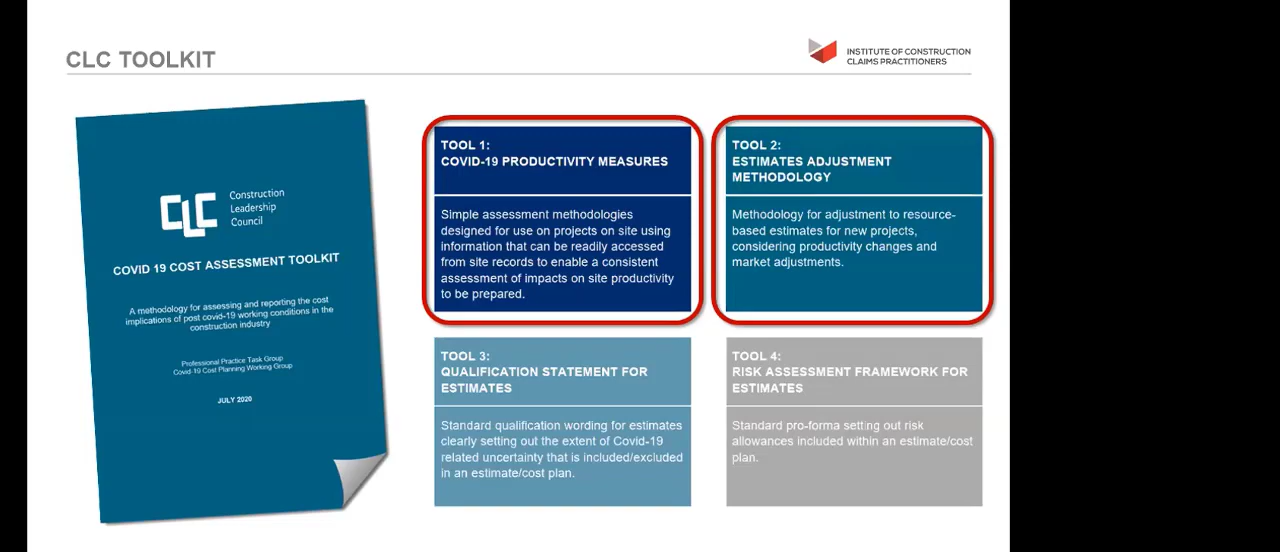 CLC TOOLKIT
INSTITUTE OF CONSTRUCTION
CLAIMS PRACTITIONERS
CLC
Construction
Leadership
Council
COVID 19 COST ASSESSMENT TOOLKIT
A methodology for assessing and reporting the cost
implications of post covid-19 working conditions in the
construction industry
Professional Practice Task Group
Covid-19 Cost Planning Working Group
JULY 2020
TOOL 1:
COVID-19 PRODUCTIVITY MEASURES
Simple assessment methodologies
designed for use on projects on site using
information that can be readily accessed
from site records to enable a consistent
assessment of impacts on site productivity
to be prepared.
TOOL 2:
ESTIMATES ADJUSTMENT
METHODOLOGY
Methodology for adjustment to resource-
based estimates for new projects,
considering productivity changes and
market adjustments.
TOOL 3:
QUALIFICATION STATEMENT FOR
ESTIMATES
Standard qualification wording for estimates
clearly setting out the extent of Covid-19
related uncertainty that is included/excluded
in an estimate/cost plan.
TOOL 4:
RISK ASSESSMENT FRAMEWORK FOR
ESTIMATES
Standard pro-forma setting out risk
allowances included within an estimate/cost
plan.